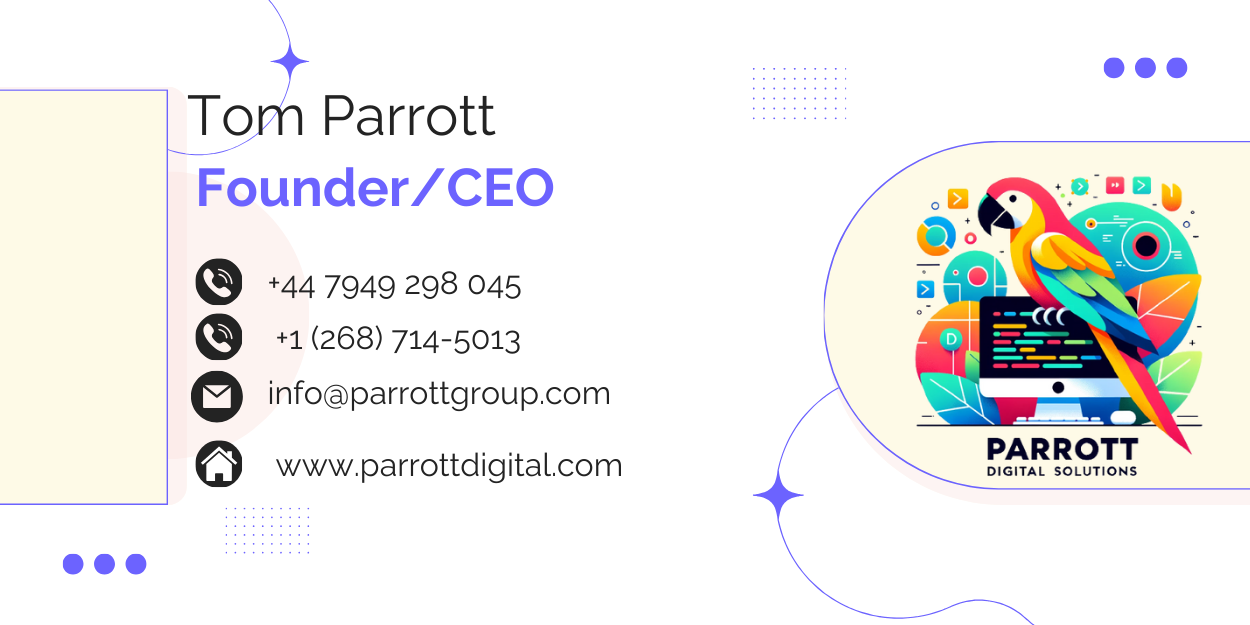 Tom Parrott
Founder/CEO
+44 7949 298 045
+1 (268) 714-5013
info@parrottgroup.com
www.parrottdigital.com
D
PARROTT
DIGITAL SOLUTIONS